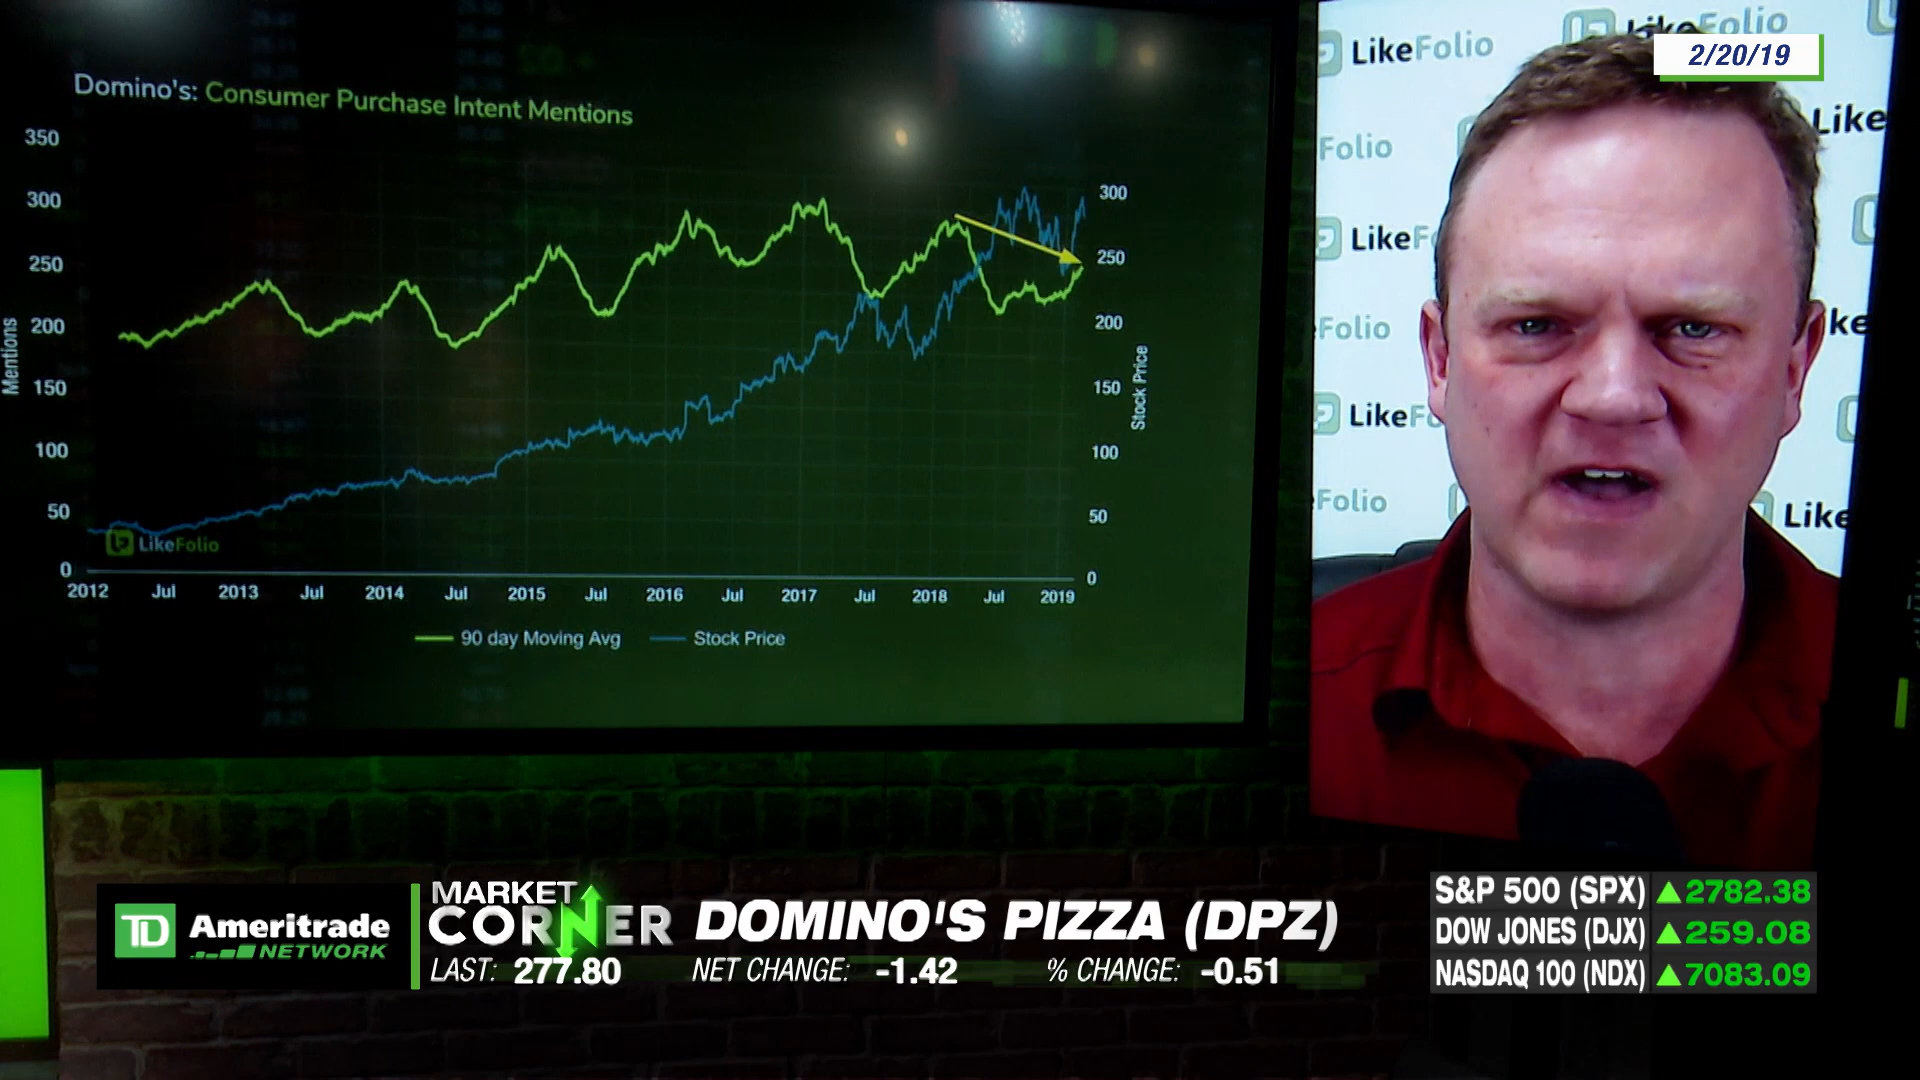 Domino's: Consumer Purchase Intent Mentions
350
300
250
200
150
100
50
0
Mentions
300
250
200
150
100
50
0
Stock Price
2012 Jul 2013 Jul 2014 Jul 2015 Jul 2016 Jul 2017 Jul 2018 Jul 2019
LikeFolio
90 day Moving Avg Stock Price
LikeFolio LikeFolio
2/20/19
Folio Like
LikeFo
Folio ke
LikeFo
Folio Like
TD Ameritrade
NETWORK
MARKET
CORNER
DOMINO'S PIZZA (DPZ)
LAST: 277.80 NET CHANGE: -1.42 % CHANGE: -0.51
S&P 500 (SPX) ▲2782.38
DOW JONES (DJX) ▲259.08
NASDAQ 100 (NDX) ▲7083.09